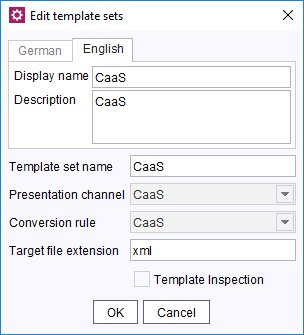 Edit template sets
German English
Display name CaaS
Description CaaS
Template set name CaaS
Presentation channel CaaS
Conversion rule CaaS
Target file extension xml
Template Inspection
OK Cancel